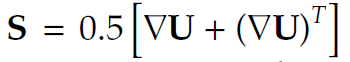 S = 0.5[∇U + (∇U)ᵀ]